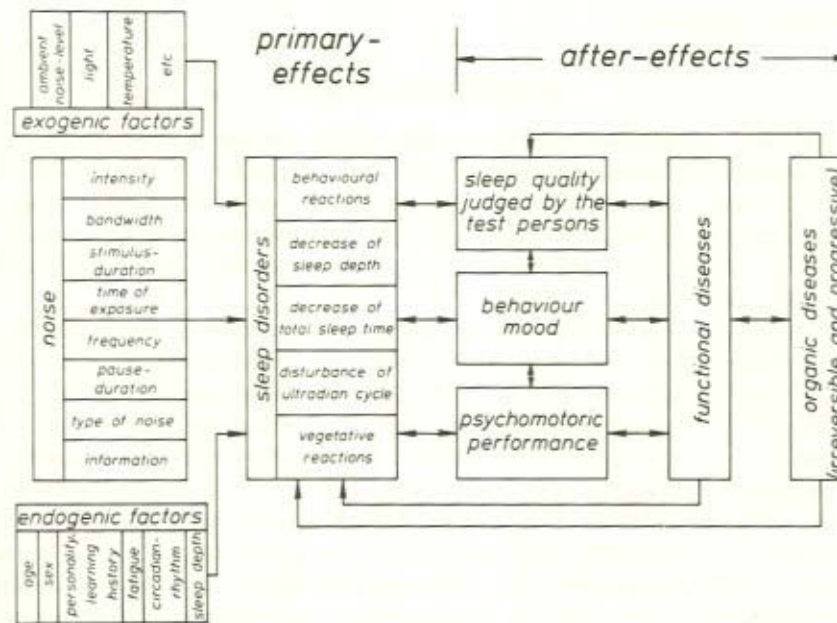 primary-
effects
after-effects
ambient
noise-level
light
temperature
etc
exogenic factors
noise
intensity
bandwidth
stimulus-
duration
time of
exposure
frequency
pause-
duration
type of noise
information
endogenic factors
age
sex
personality,
learning
history
fatigue
circadian-
rhythm
sleep depth
sleep disorders
behavioural
reactions
decrease of
sleep depth
decrease of
total sleep time
disturbance of
ultradian cycle
vegetative
reactions
sleep quality
judged by the
test persons
behaviour
mood
psychomotoric
performance
functional diseases
organic diseases
(irreversible and progressive)